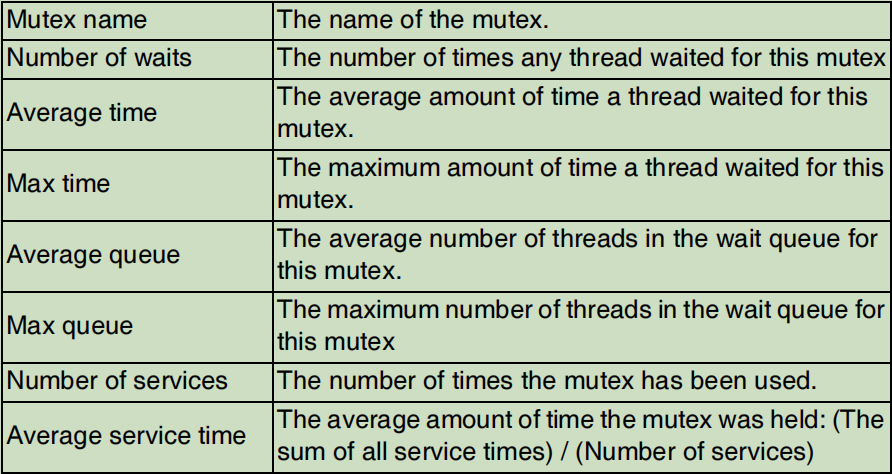 Mutex name
The name of the mutex.
Number of waits
The number of times any thread waited for this mutex
Average time
The average amount of time a thread waited for this
mutex.
Max time
The maximum amount of time a thread waited for this
mutex.
Average queue
The average number of threads in the wait queue for
this mutex.
Max queue
The maximum number of threads in the wait queue for
this mutex
Number of services
The number of times the mutex has been used.
Average service time
The average amount of time the mutex was held: (The
sum of all service times) / (Number of services)